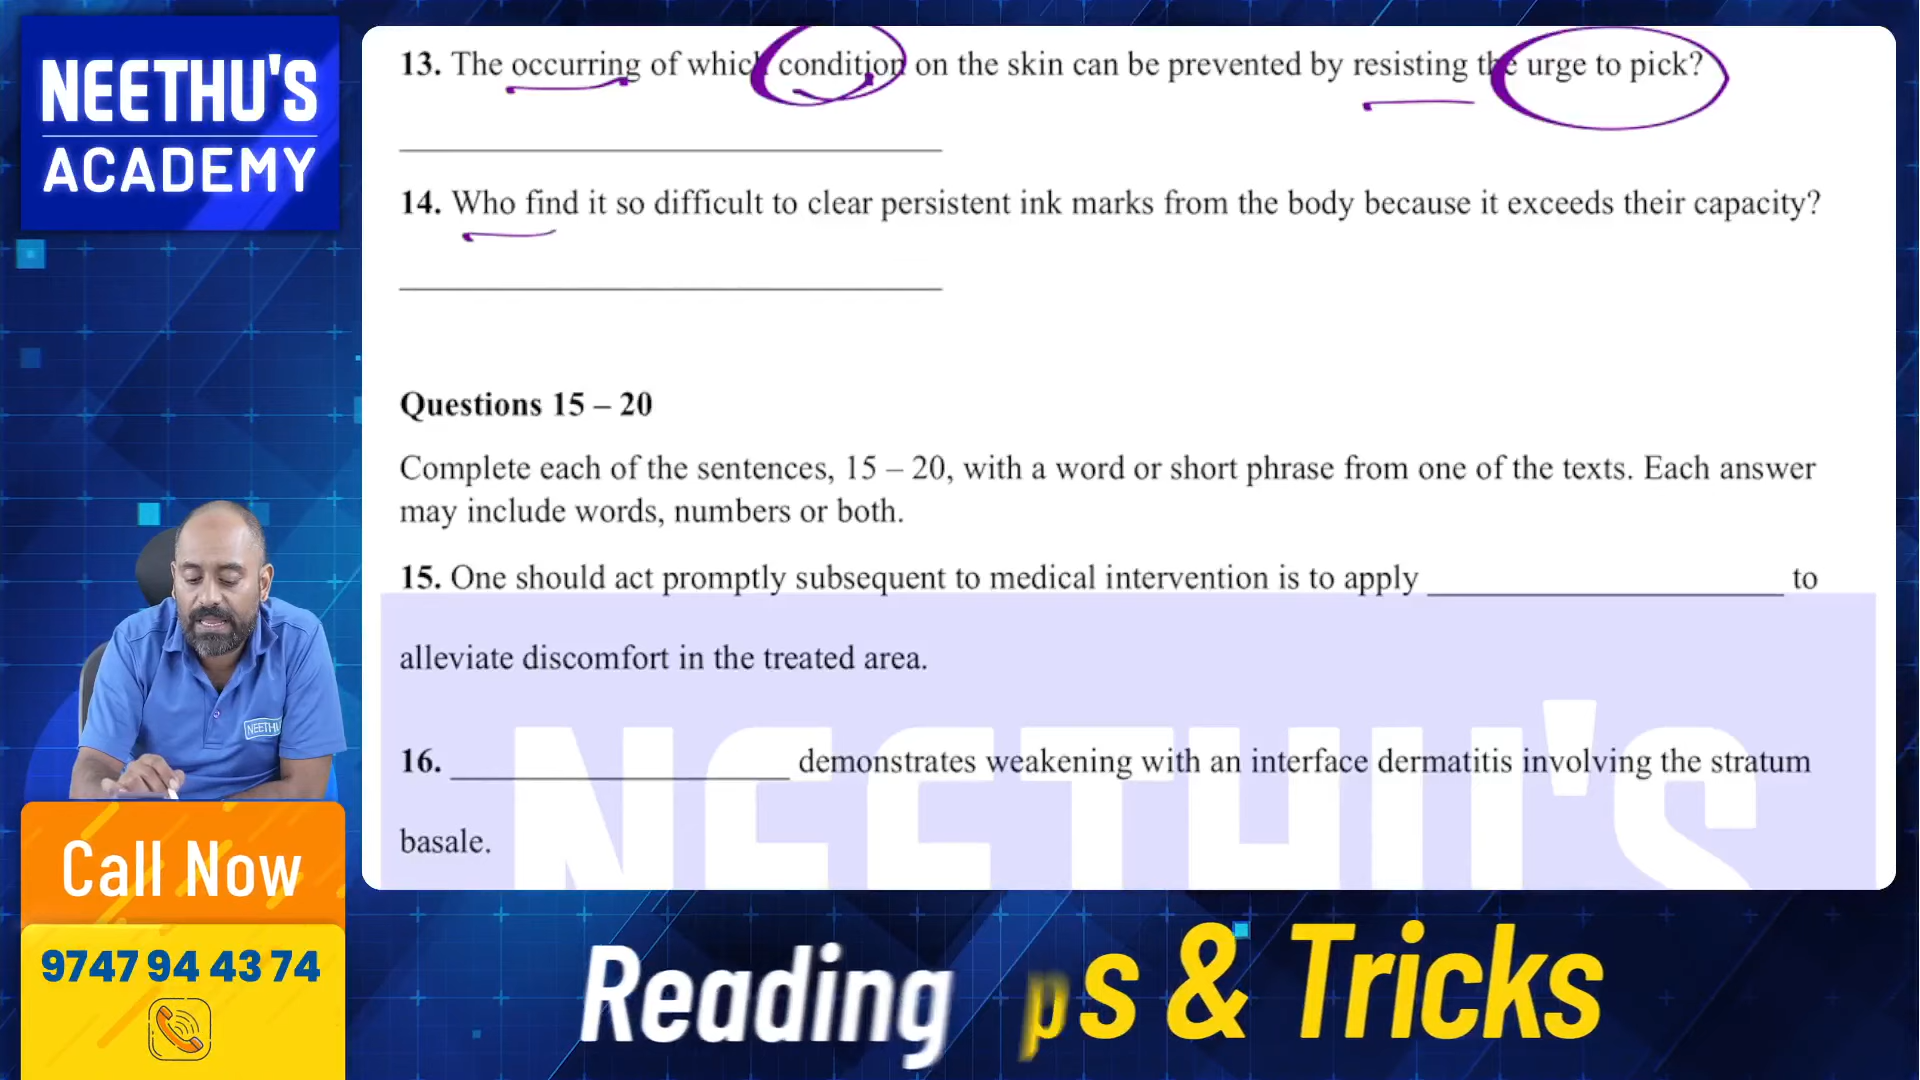 NEETHU'S
ACADEMY
13. The occurring of which condition on the skin can be prevented by resisting the urge to pick?
14. Who find it so difficult to clear persistent ink marks from the body because it exceeds their capacity?
Questions 15 – 20
Complete each of the sentences, 15 – 20, with a word or short phrase from one of the texts. Each answer
may include words, numbers or both.
15. One should act promptly subsequent to medical intervention is to apply ____________________ to
alleviate discomfort in the treated area.
16. ____________________ demonstrates weakening with an interface dermatitis involving the stratum
basale.
NEETHU'S
NEETHU
Call Now
9747 94 43 74
Reading ps & Tricks